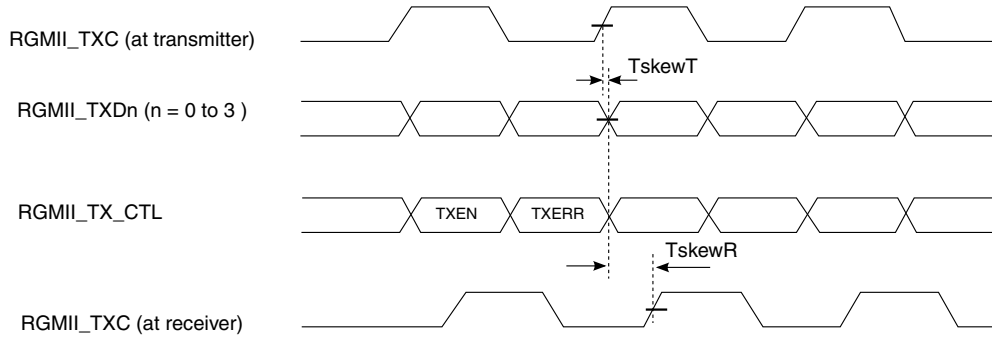 RGMII_TXC (at transmitter)
TskewT
RGMII_TXDn (n = 0 to 3 )
RGMII_TX_CTL
TXEN
TXERR
TskewR
RGMII_TXC (at receiver)